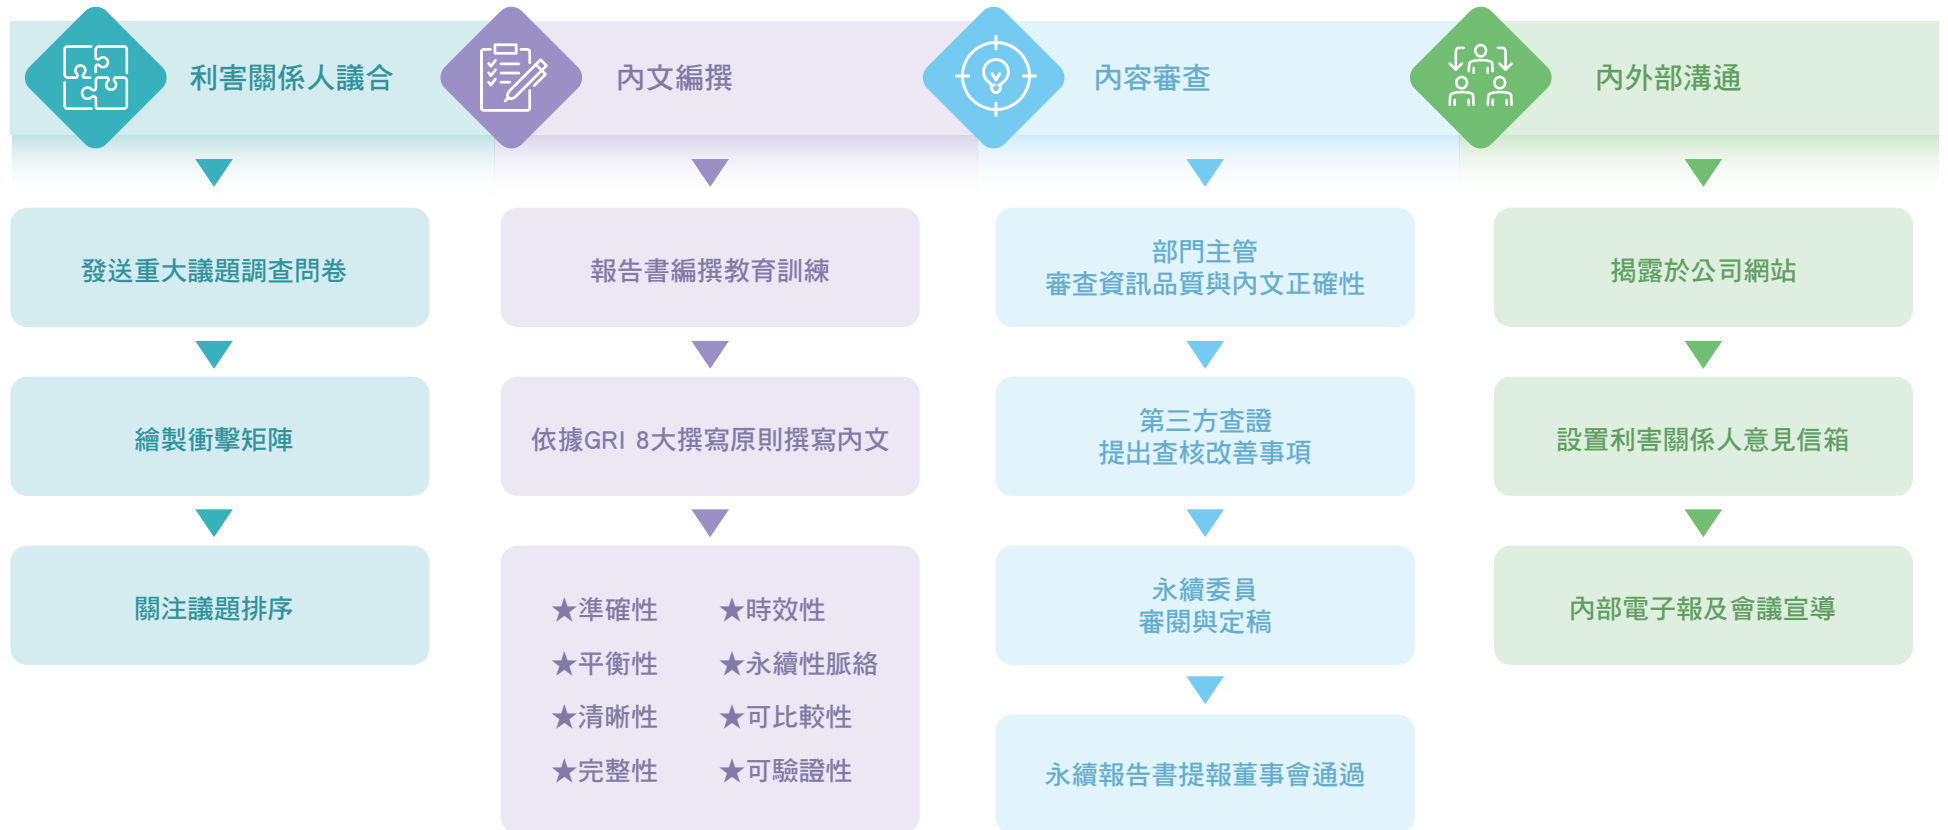 利害關係人議合
內文編撰
內容審查
內外部溝通
發送重大議題調查問卷
繪製衝擊矩陣
關注議題排序
報告書編撰教育訓練
依據GRI 8大撰寫原則撰寫內文
★準確性
★平衡性
★清晰性
★完整性
★時效性
★永續性脈絡
★可比較性
★可驗證性
部門主管
審查資訊品質與內文正確性
第三方查證
提出查核改善事項
永續委員
審閱與定稿
永續報告書提報董事會通過
揭露於公司網站
設置利害關係人意見信箱
內部電子報及會議宣導